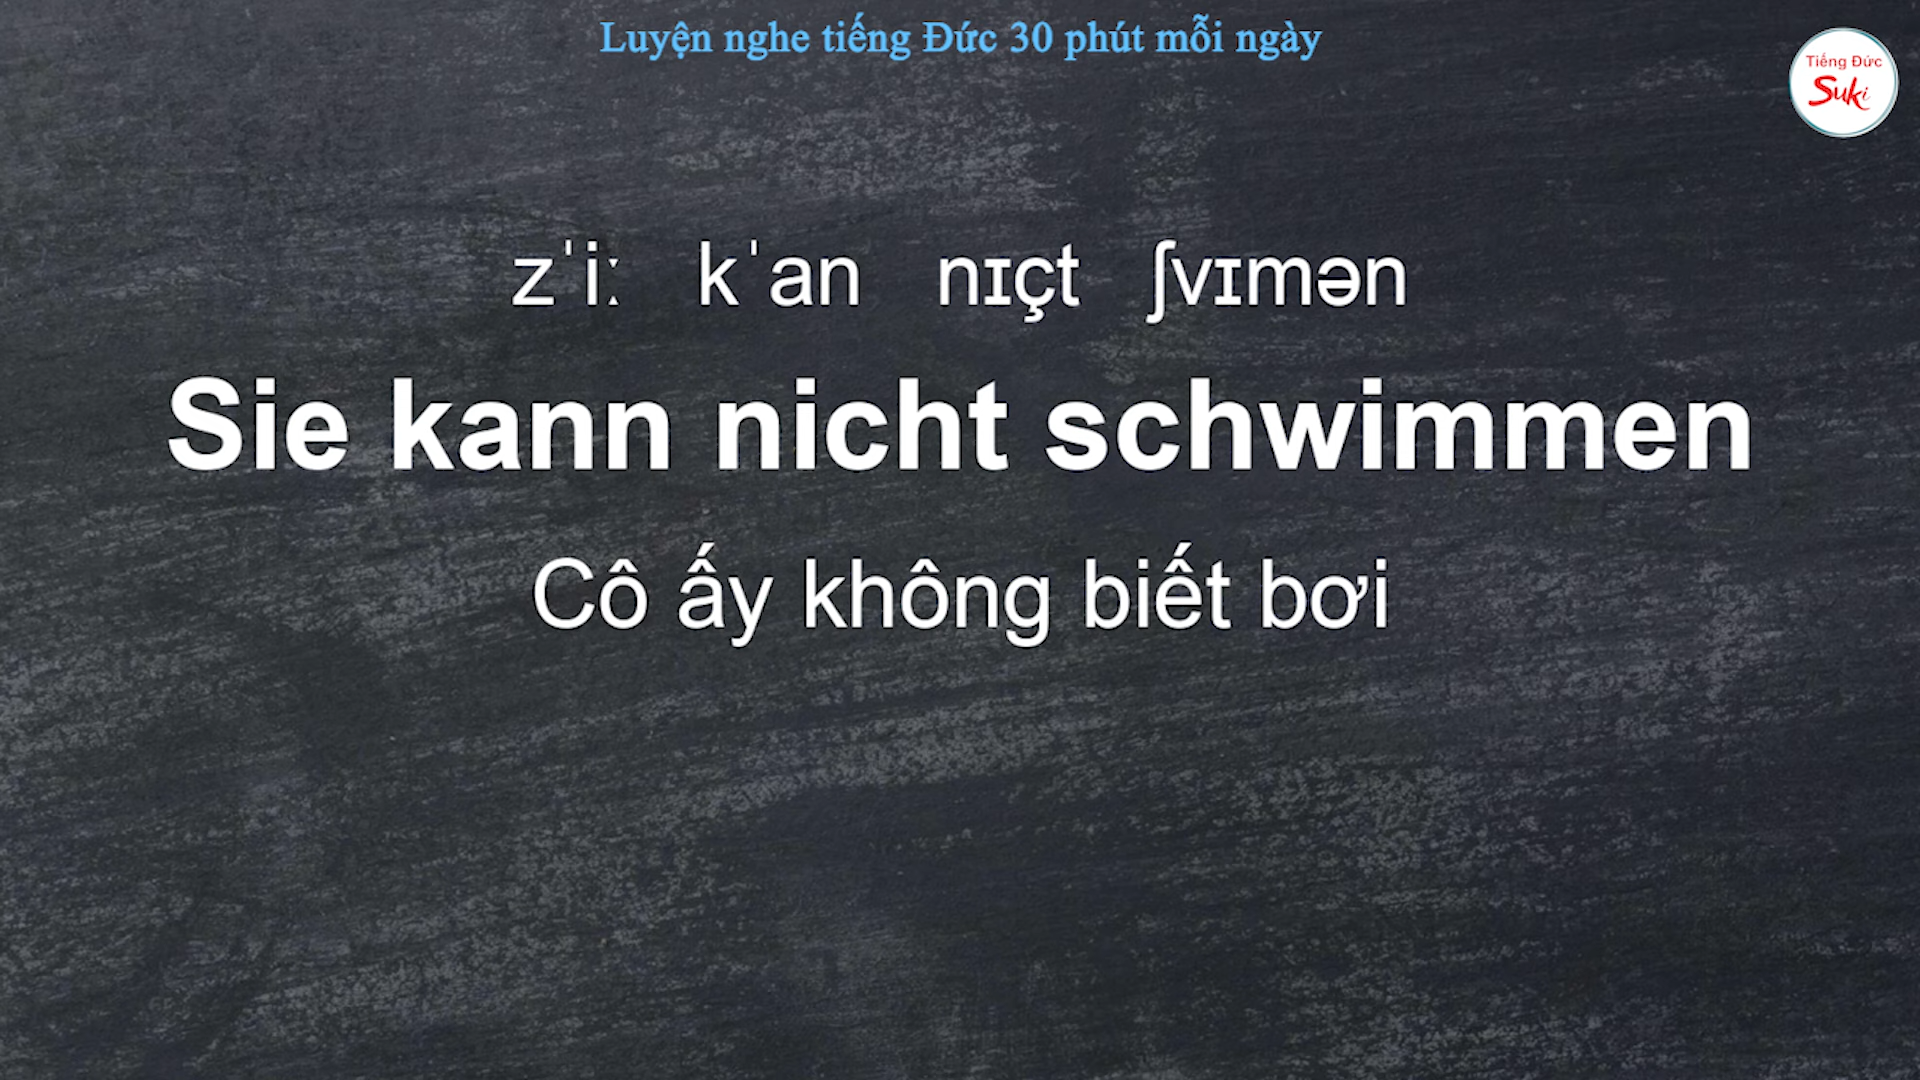 Luyện nghe tiếng Đức 30 phút mỗi ngày
Tiếng Đức
Suki
zˈiː kˈan nɪçt ʃvɪmən
Sie kann nicht schwimmen
Cô ấy không biết bơi